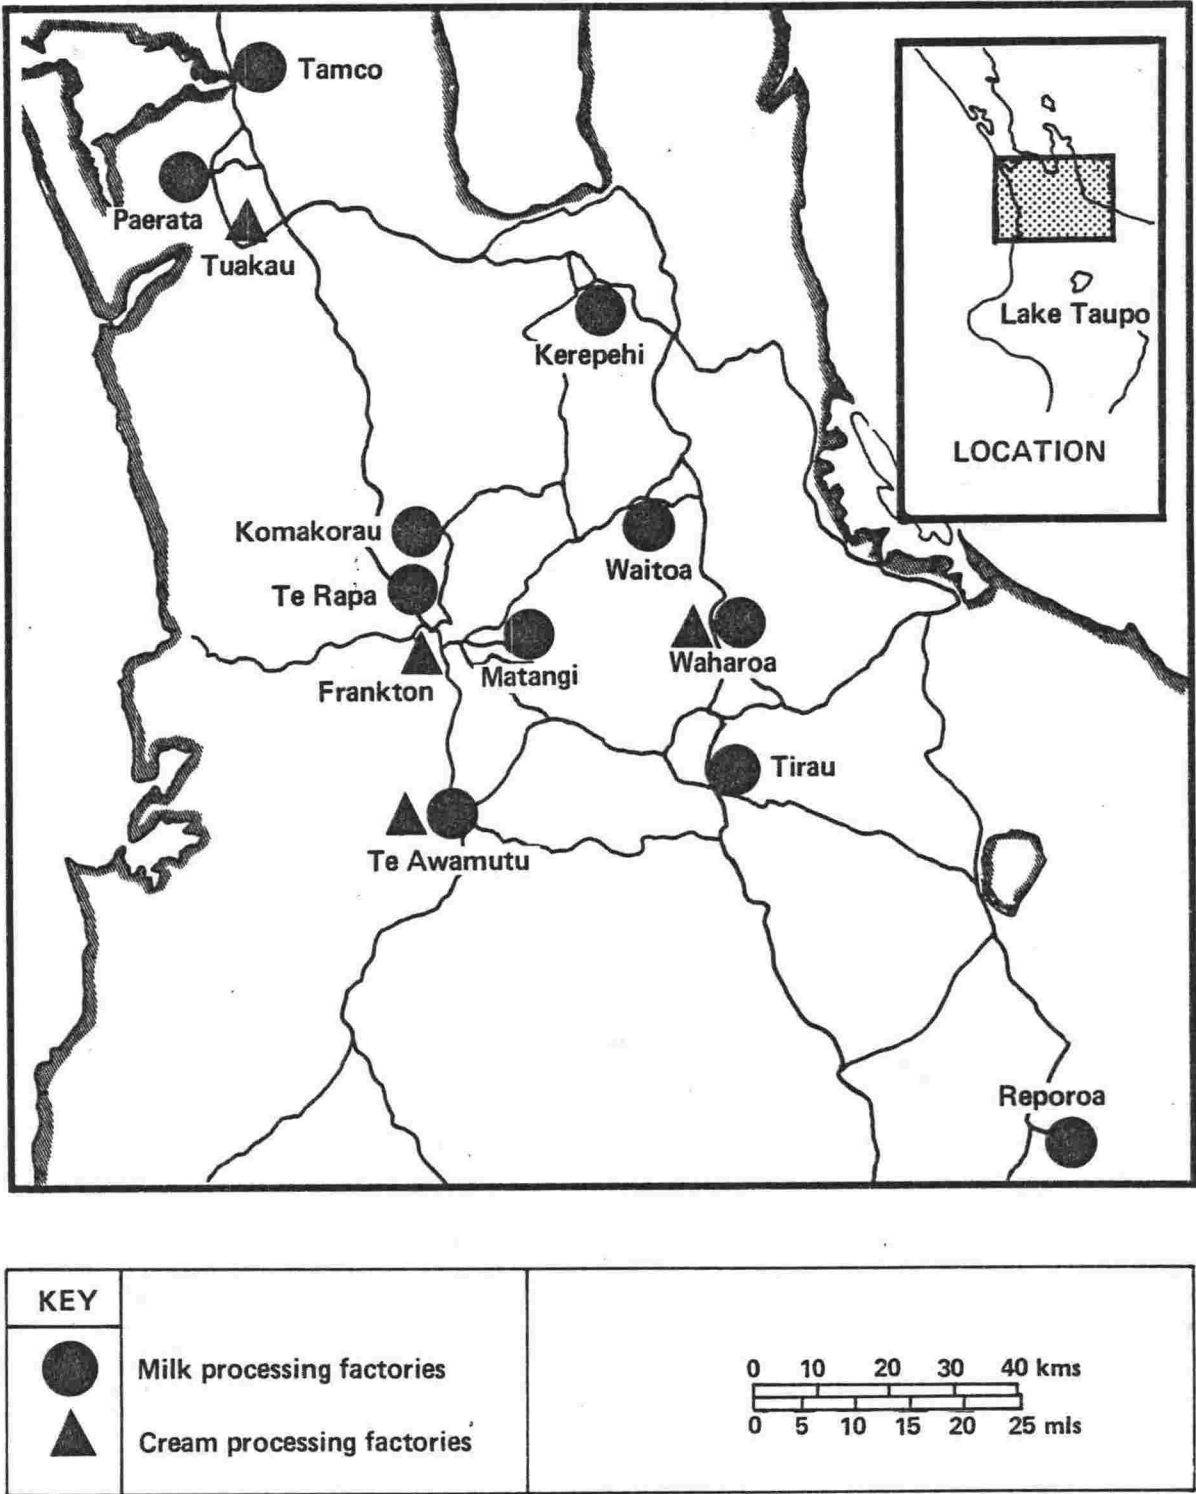 Tamco
Paerata
Tuakau
Lake Taupo
Kerepehi
LOCATION
Komakorau
Waitoa
Te Rapa
Waharoa
Matangi
Frankton
Tirau
Te Awamutu
Reporoa
KEY
Milk processing factories
0 10 20 30 40 kms
0 5 10 15 20 25 mls
Cream processing factories